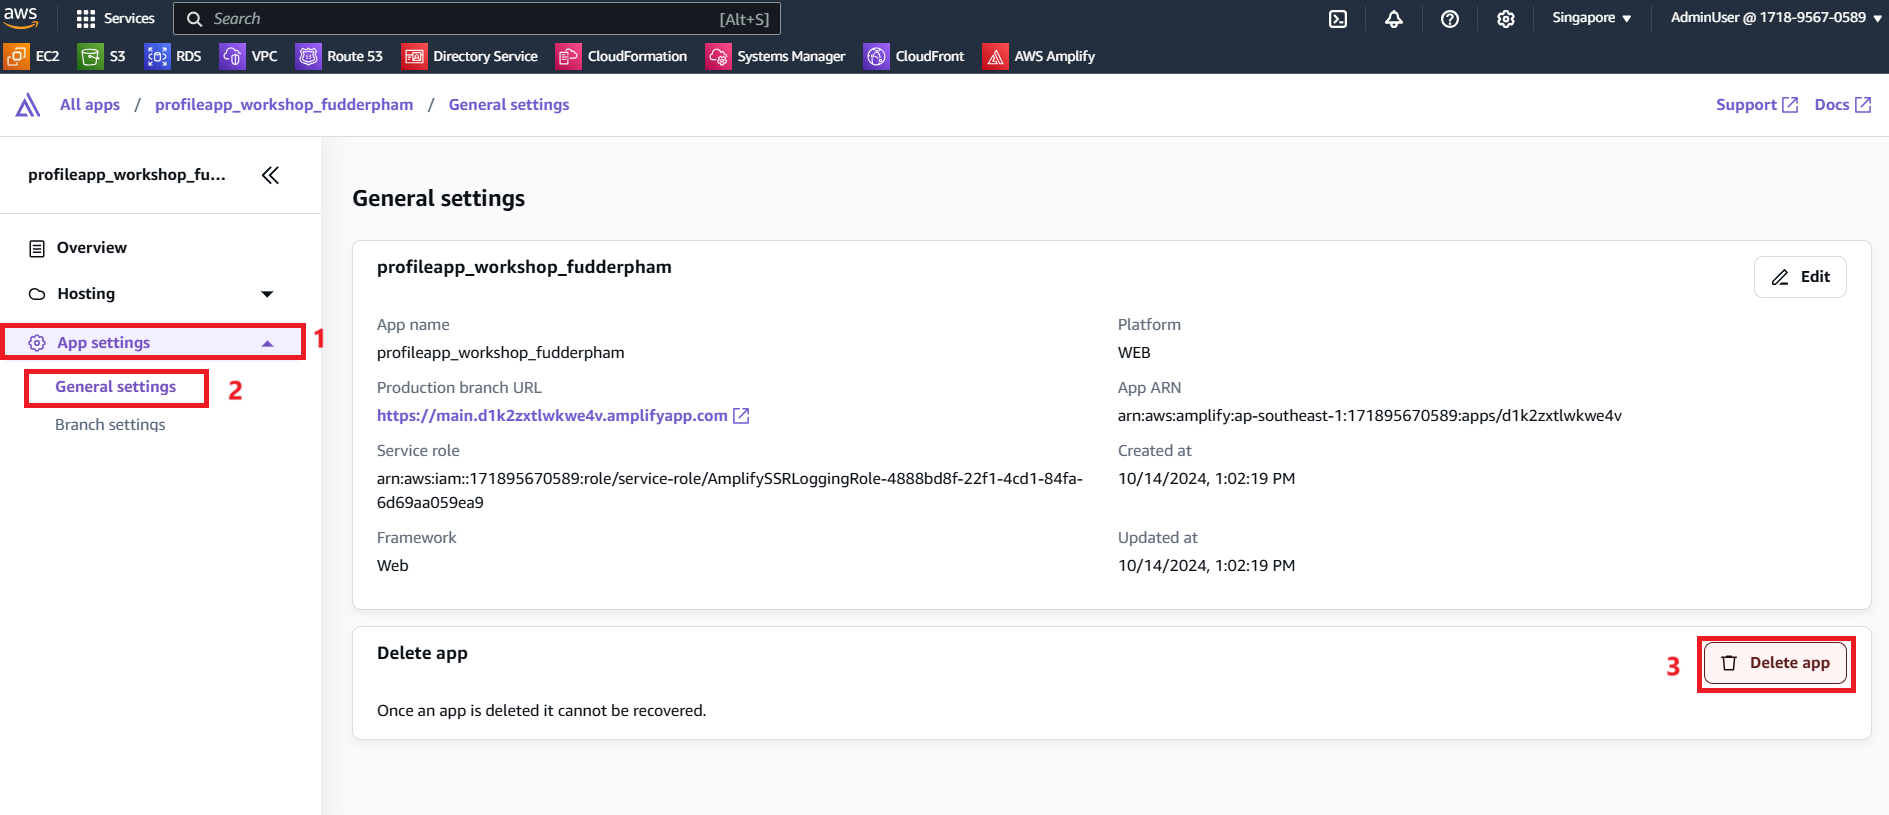 aws Services Search [Alt+S] Singapore ▼ AdminUser @ 1718-9567-0589 ▼
EC2 S3 RDS VPC Route 53 Directory Service CloudFormation Systems Manager CloudFront AWS Amplify
All apps / profileapp_workshop_fudderpham / General settings Support Docs
profileapp_workshop_fu...
General settings
Overview
Hosting
App settings 1
General settings 2
Branch settings
profileapp_workshop_fudderpham
Edit
App name
profileapp_workshop_fudderpham
Platform
WEB
Production branch URL
https://main.d1k2zxtlwkwe4v.amplifyapp.com
App ARN
arn:aws:amplify:ap-southeast-1:171895670589:apps/d1k2zxtlwkwe4v
Service role
arn:aws:iam::171895670589:role/service-role/AmplifySSRLoggingRole-4888bd8f-22f1-4cd1-84fa-
6d69aa059ea9
Created at
10/14/2024, 1:02:19 PM
Framework
Web
Updated at
10/14/2024, 1:02:19 PM
Delete app
3 Delete app
Once an app is deleted it cannot be recovered.